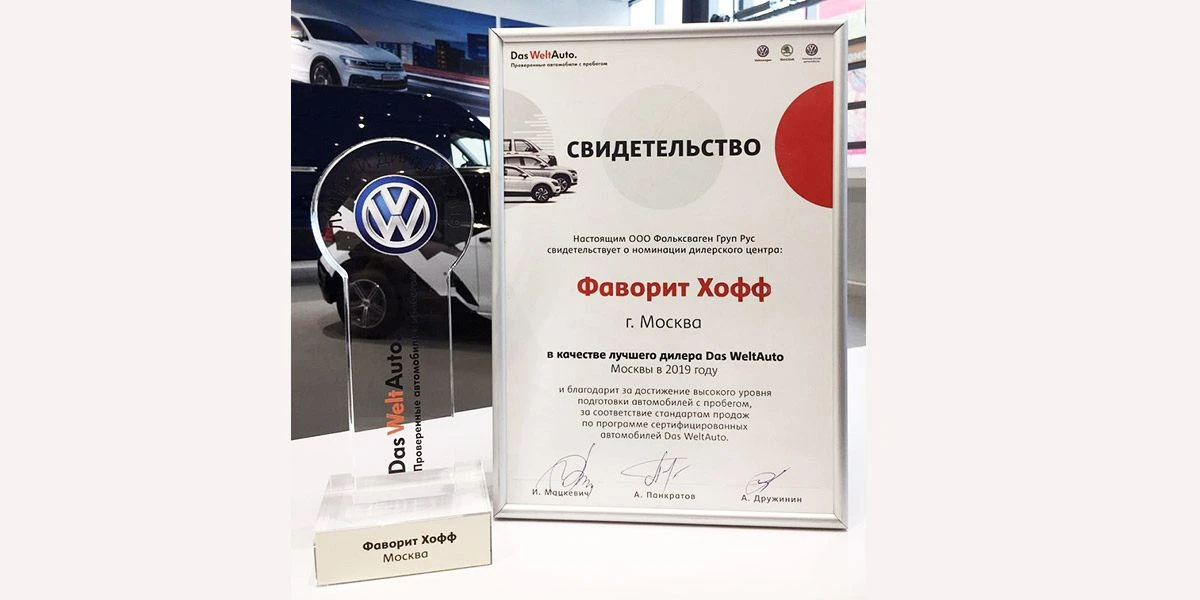 Das WeltAuto.
Проверенные автомобили с пробегом
СВИДЕТЕЛЬСТВО
Настоящим ООО Фольксваген Груп Рус
свидетельствует о номинации дилерского центра:
Фаворит Хофф
г. Москва
в качестве лучшего дилера Das WeltAuto
Москвы в 2019 году
и благодарит за достижение высокого уровня
подготовки автомобилей с пробегом,
за соответствие стандартам продаж
по программе сертифицированных
автомобилей Das WeltAuto.
И. Мацкевич
А. Панкратов
А. Дружинин
Das WeltAuto.
Проверенные автомобили с пробегом
Фаворит Хофф
Москва